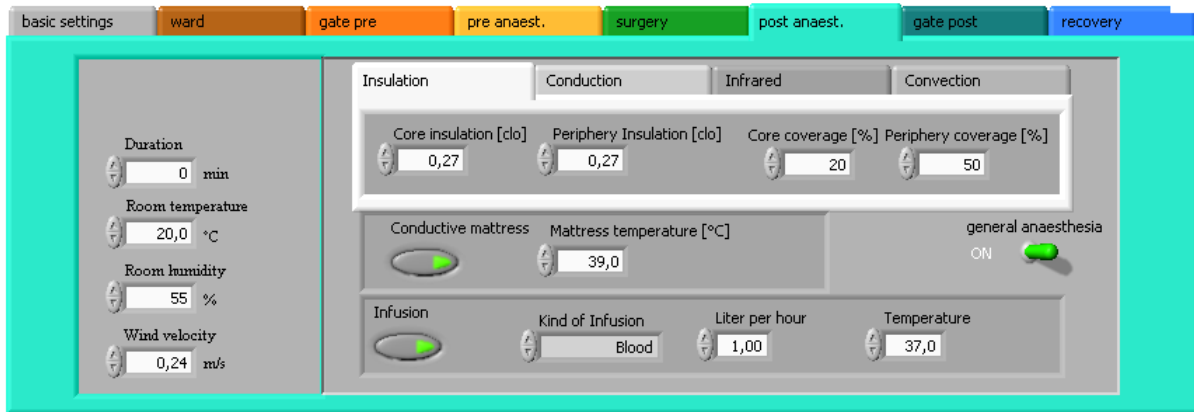 basic settings ward gate pre pre anaest. surgery post anaest. gate post recovery
Insulation Conduction Infrared Convection
Core insulation [clo] Periphery Insulation [clo] Core coverage [%] Periphery coverage [%]
0,27 0,27 20 50
Duration
0 min
Room temperature
20,0 °C
Room humidity
55 %
Wind velocity
0,24 m/s
Conductive mattress Mattress temperature [°C]
39,0
general anaesthesia
ON
Infusion Kind of Infusion Liter per hour Temperature
Blood 1,00 37,0